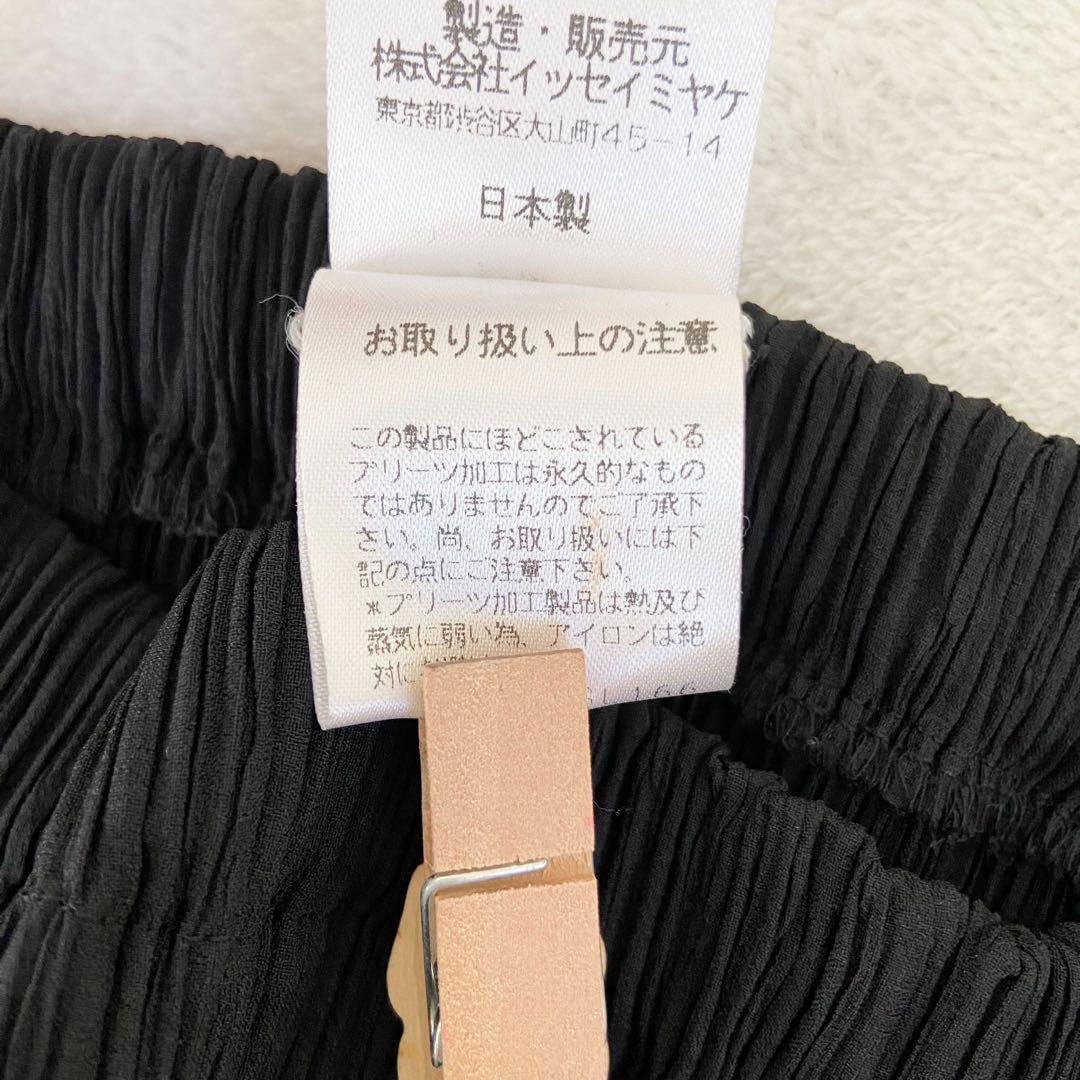 製造・販売元
株式会社イッセイミヤケ
東京都渋谷区大山町45-14
日本製
お取り扱い上の注意
この製品にほどこされている
プリーツ加工は永久的なもの
ではありませんのでご了承下
さい。尚、お取り扱いには下
記の点にご注意下さい。
*プリーツ加工製品は熱及び
蒸気に弱い為、アイロンは絶
対に